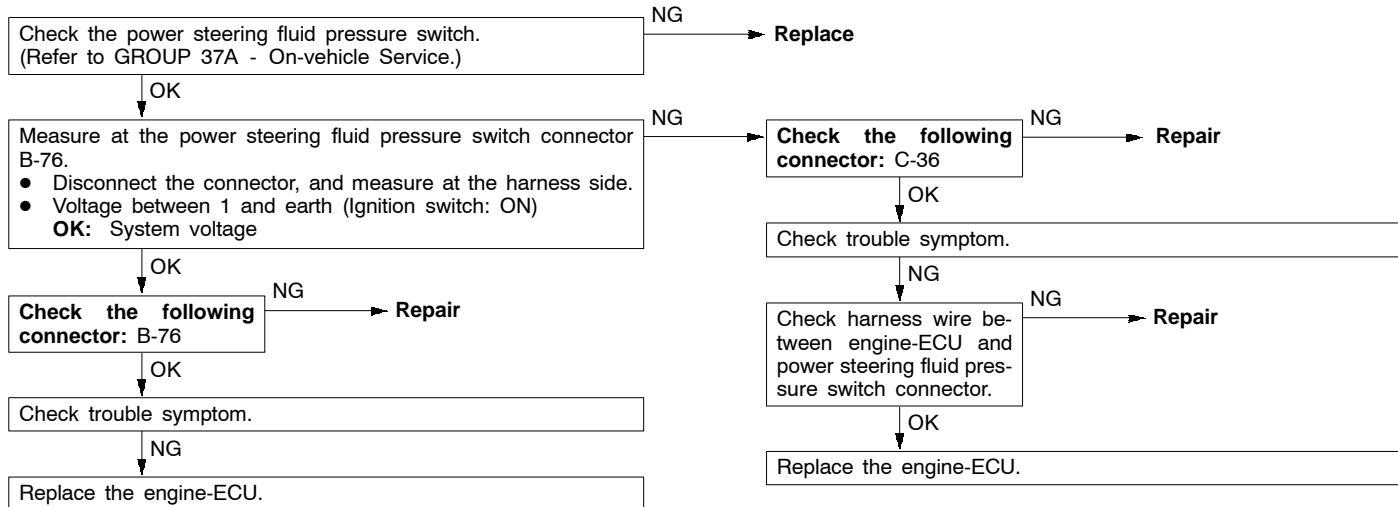 Check the power steering fluid pressure switch.
(Refer to GROUP 37A - On-vehicle Service.)
NG
Replace
OK
Measure at the power steering fluid pressure switch connector
B-76.
● Disconnect the connector, and measure at the harness side.
● Voltage between 1 and earth (Ignition switch: ON)
OK: System voltage
NG
OK
Check the following
connector: B-76
NG
Repair
OK
Check trouble symptom.
NG
Replace the engine-ECU.
Check the following
connector: C-36
NG
Repair
OK
Check trouble symptom.
NG
Check harness wire be-
tween engine-ECU and
power steering fluid pres-
sure switch connector.
NG
Repair
OK
Replace the engine-ECU.